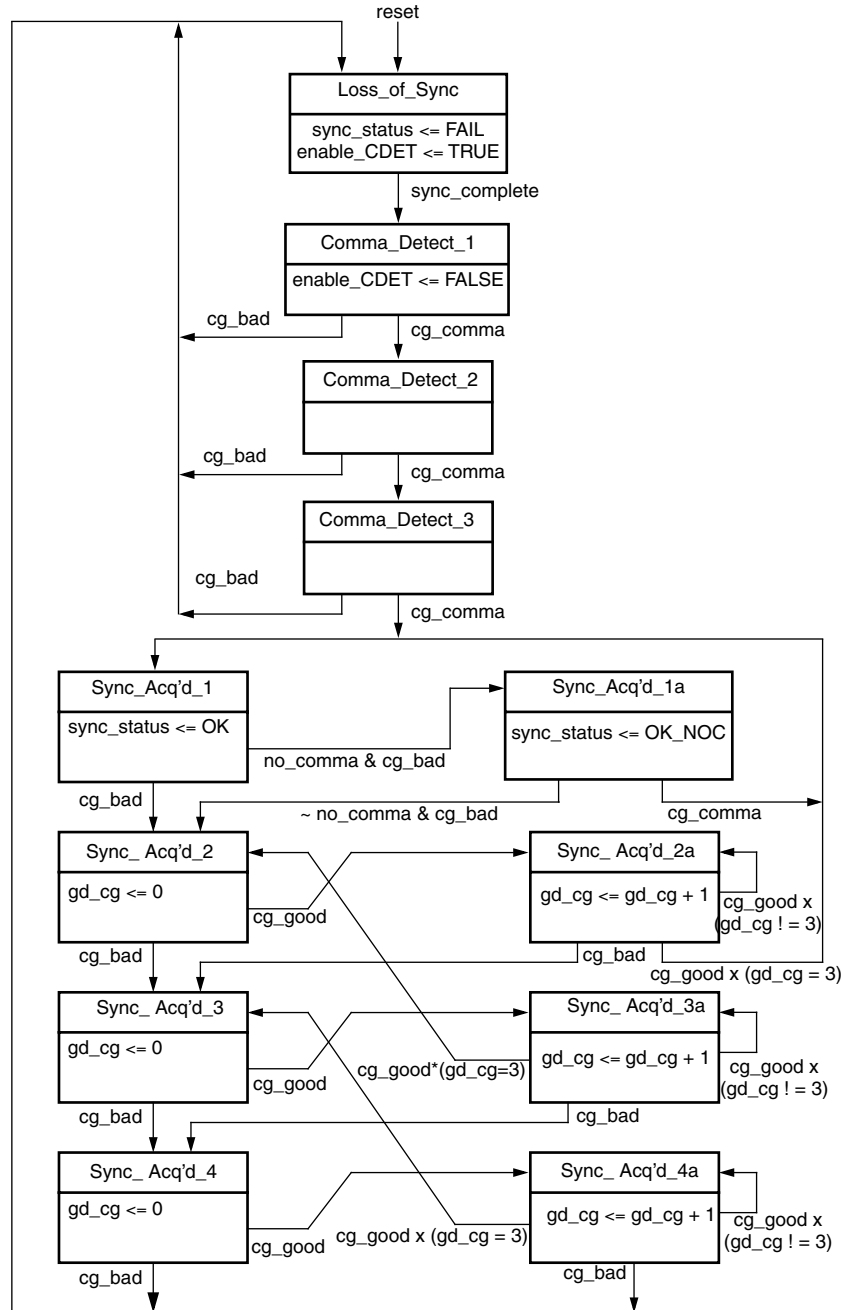 reset
Loss_of_Sync
sync_status <= FAIL
enable_CDET <= TRUE
sync_complete
Comma_Detect_1
enable_CDET <= FALSE
cg_bad
cg_comma
Comma_Detect_2
cg_bad
cg_comma
Comma_Detect_3
cg_bad
cg_comma
Sync_Acq'd_1
sync_status <= OK
Sync_Acq'd_1a
sync_status <= OK_NOC
no_comma & cg_bad
cg_bad
~ no_comma & cg_bad
cg_comma
Sync_ Acq'd_2
gd_cg <= 0
cg_good
Sync_ Acq'd_2a
gd_cg <= gd_cg + 1
cg_good x
(gd_cg ! = 3)
cg_bad
cg_bad
cg_good x (gd_cg = 3)
Sync_ Acq'd_3
gd_cg <= 0
cg_good
cg_good*(gd_cg=3)
Sync_ Acq'd_3a
gd_cg <= gd_cg + 1
cg_good x
(gd_cg ! = 3)
cg_bad
cg_bad
Sync_ Acq'd_4
gd_cg <= 0
cg_good
cg_good x (gd_cg = 3)
Sync_ Acq'd_4a
gd_cg <= gd_cg + 1
cg_good x
(gd_cg ! = 3)
cg_bad
cg_bad